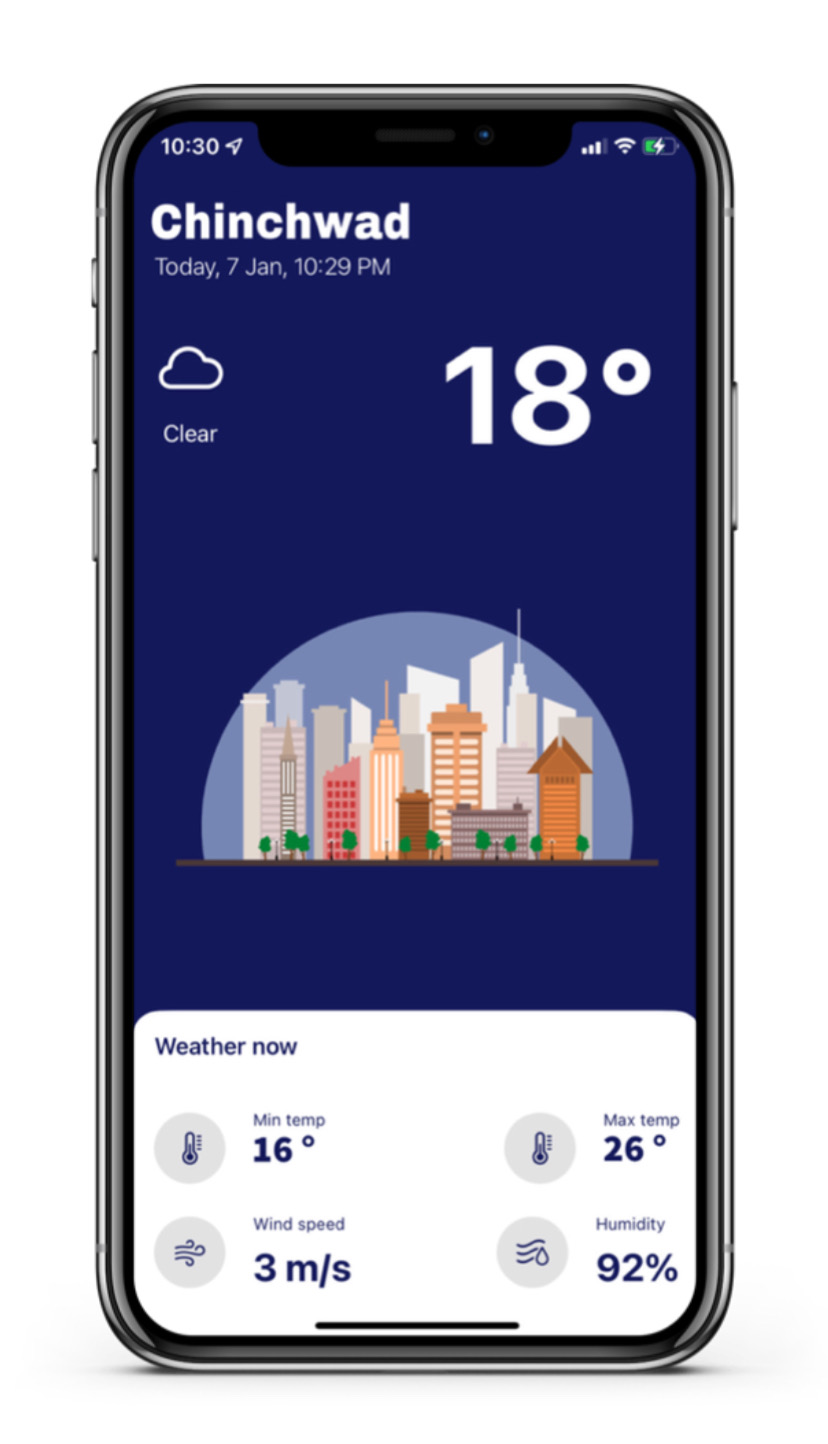 10:30
Chinchwad
Today, 7 Jan, 10:29 PM
18°
Clear
Weather now
Min temp
16 °
Max temp
26 °
Wind speed
3 m/s
Humidity
92%